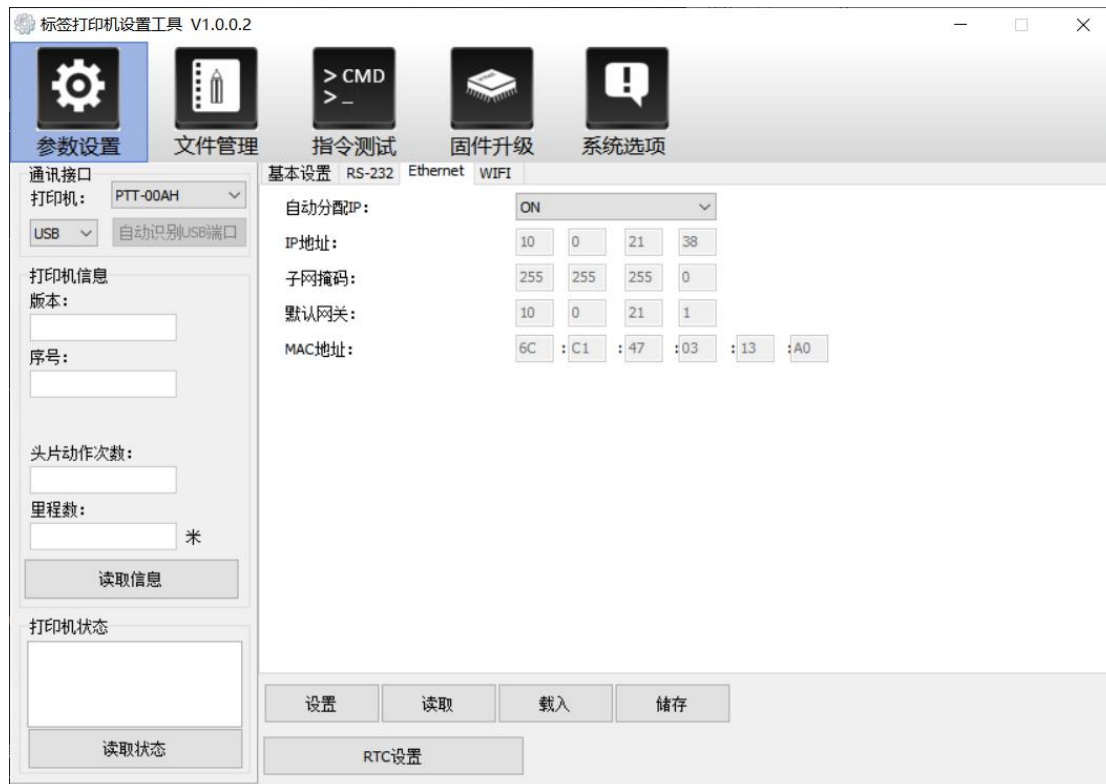 标签打印机设置工具 V1.0.0.2
> CMD
> _
参数设置 文件管理 指令测试 固件升级 系统选项
通讯接口
打印机: PTT-00AH
USB 自动识别USB端口
打印机信息
版本:
序号:
头片动作次数:
里程数:
米
读取信息
打印机状态
读取状态
基本设置 RS-232 Ethernet WIFI
自动分配IP: ON
IP地址: 10 0 21 38
子网掩码: 255 255 255 0
默认网关: 10 0 21 1
MAC地址: 6C :C1 :47 :03 :13 :A0
设置 读取 载入 储存
RTC设置